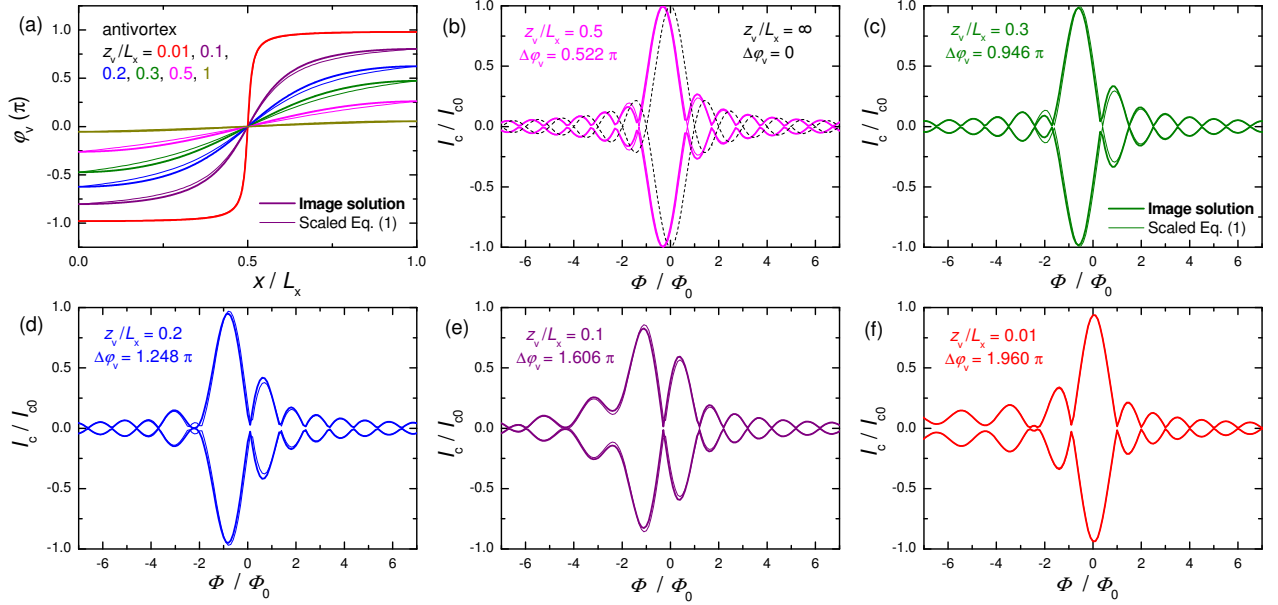 (a)
antivortex
z_v/L_x = 0.01, 0.1,
0.2, 0.3, 0.5, 1
Image solution
Scaled Eq. (1)
φ_v (π)
1.0
0.5
0.0
-0.5
-1.0
0.0 0.5 1.0
x / L_x
(b)
z_v/L_x = 0.5
Δφ_v = 0.522 π
z_v/L_x = ∞
Δφ_v = 0
I_c / I_c0
1.0
0.5
0.0
0.5
-1.0
-6 -4 -2 0 2 4 6
Φ / Φ_0
(c)
z_v/L_x = 0.3
Δφ_v = 0.946 π
Image solution
Scaled Eq. (1)
I_c / I_c0
1.0
0.5
0.0
0.5
-1.0
-6 -4 -2 0 2 4 6
Φ / Φ_0
(d)
z_v/L_x = 0.2
Δφ_v = 1.248 π
I_c / I_c0
1.0
0.5
0.0
0.5
-1.0
-6 -4 -2 0 2 4 6
Φ / Φ_0
(e)
z_v/L_x = 0.1
Δφ_v = 1.606 π
I_c / I_c0
1.0
0.5
0.0
0.5
-1.0
-6 -4 -2 0 2 4 6
Φ / Φ_0
(f)
z_v/L_x = 0.01
Δφ_v = 1.960 π
I_c / I_c0
1.0
0.5
0.0
0.5
-1.0
-6 -4 -2 0 2 4 6
Φ / Φ_0